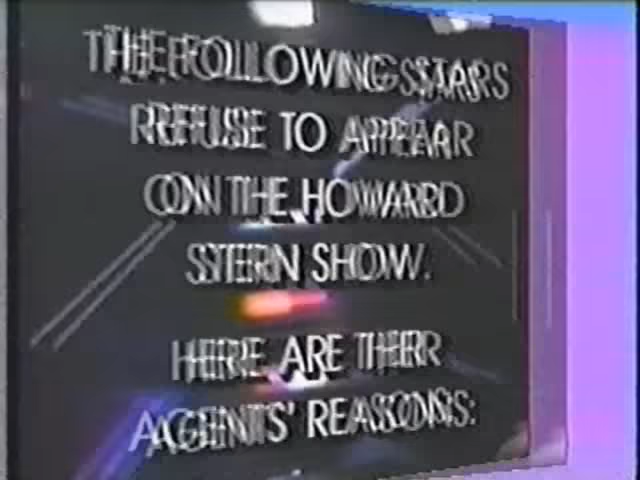 THE FOLLOWING STARS
REFUSE TO APPEAR
ON THE HOWARD
STERN SHOW.
HERE ARE THEIR
AGENTS' REASONS: